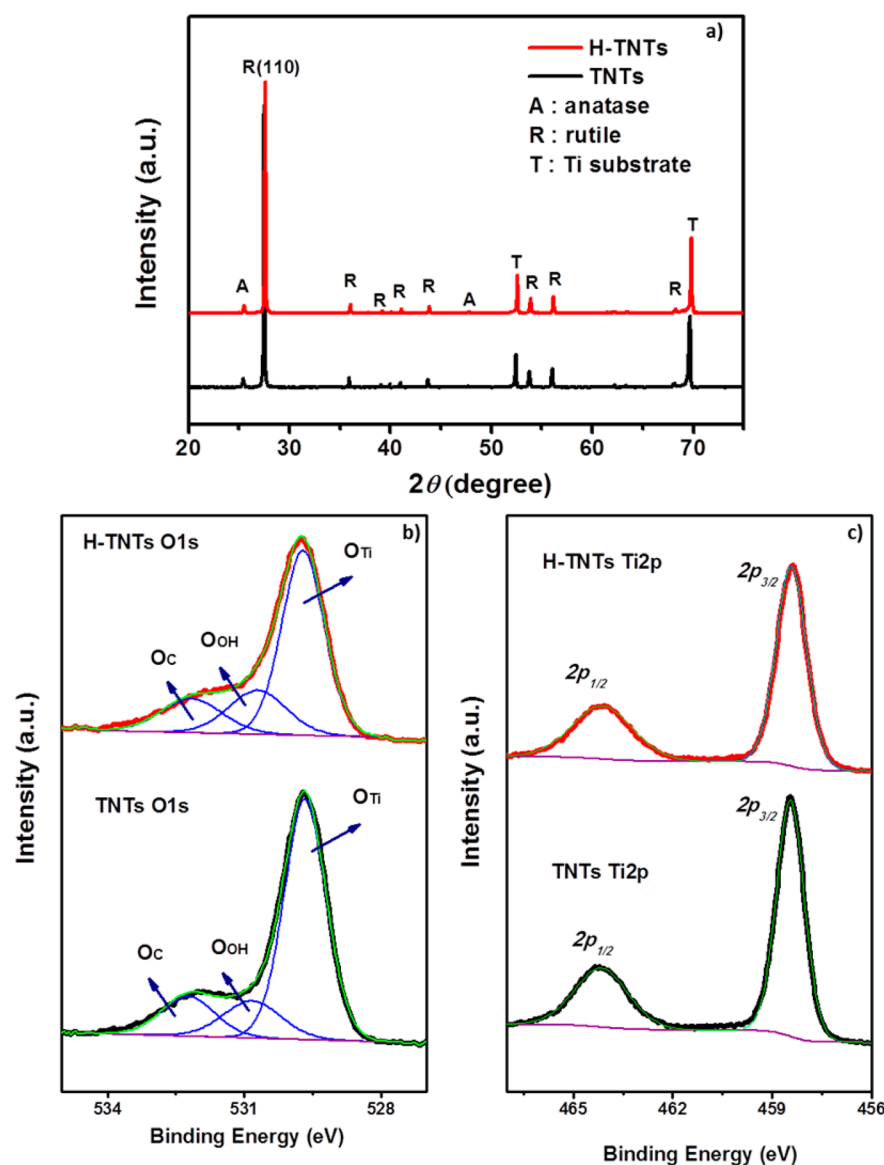 a)
H-TNTs
TNTs
A : anatase
R : rutile
T : Ti substrate
R(110)
A
R
R
R
R
A
T
R
R
R
T
Intensity (a.u.)
20 30 40 50 60 70
2θ (degree)
b)
H-TNTs O1s
OTi
OOH
OC
TNTs O1s
OTi
OOH
OC
Intensity (a.u.)
534 531 528
Binding Energy (eV)
c)
H-TNTs Ti2p
2p3/2
2p1/2
2p3/2
TNTs Ti2p
2p1/2
Intensity (a.u.)
465 462 459 456
Binding Energy (eV)